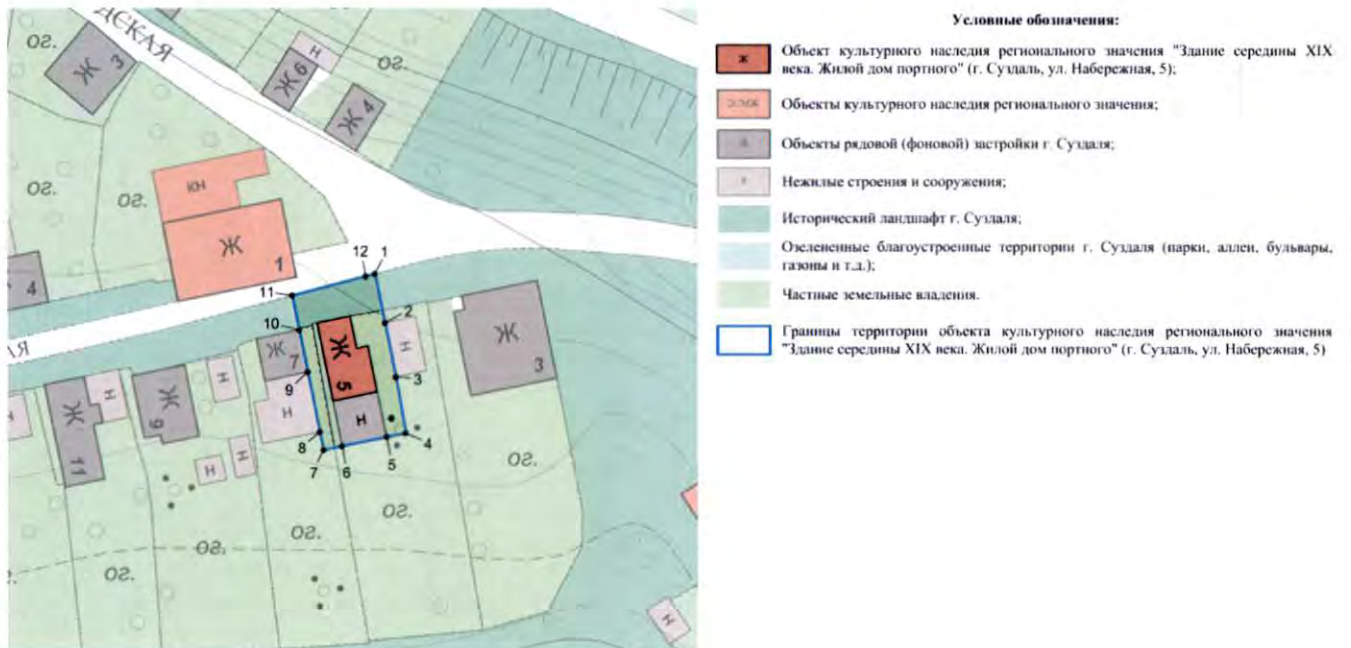 Условные обозначения:
Ж
Объект культурного наследия регионального значения "Здание середины XIX
века. Жилой дом портного" (г. Суздаль, ул. Набережная, 5);
Объекты культурного наследия регионального значения;
Объекты рядовой (фоновой) застройки г. Суздаля;
Нежилые строения и сооружения;
Исторический ландшафт г. Суздаля;
Озелененные благоустроенные территории г. Суздаля (парки, аллеи, бульвары,
газоны и т.д.);
Частные земельные владения.
Границы территории объекта культурного наследия регионального значения
"Здание середины XIX века. Жилой дом портного" (г. Суздаль, ул. Набережная, 5)
ДСКАЯ
ог.
Ж 3
Н
Ж 6
ог.
Ж 4
ог.
ог.
кн
Ж
1
4
12
1
11
10
2
Ж
7
Ж
5
Н
Ж
3
9
3
АЯ
Н
Ж
11
Н
Ж
9
Н
Н
8
7
6
5
4
Н
Н
ог.
ог.
ог.
ог.
ог.
Н